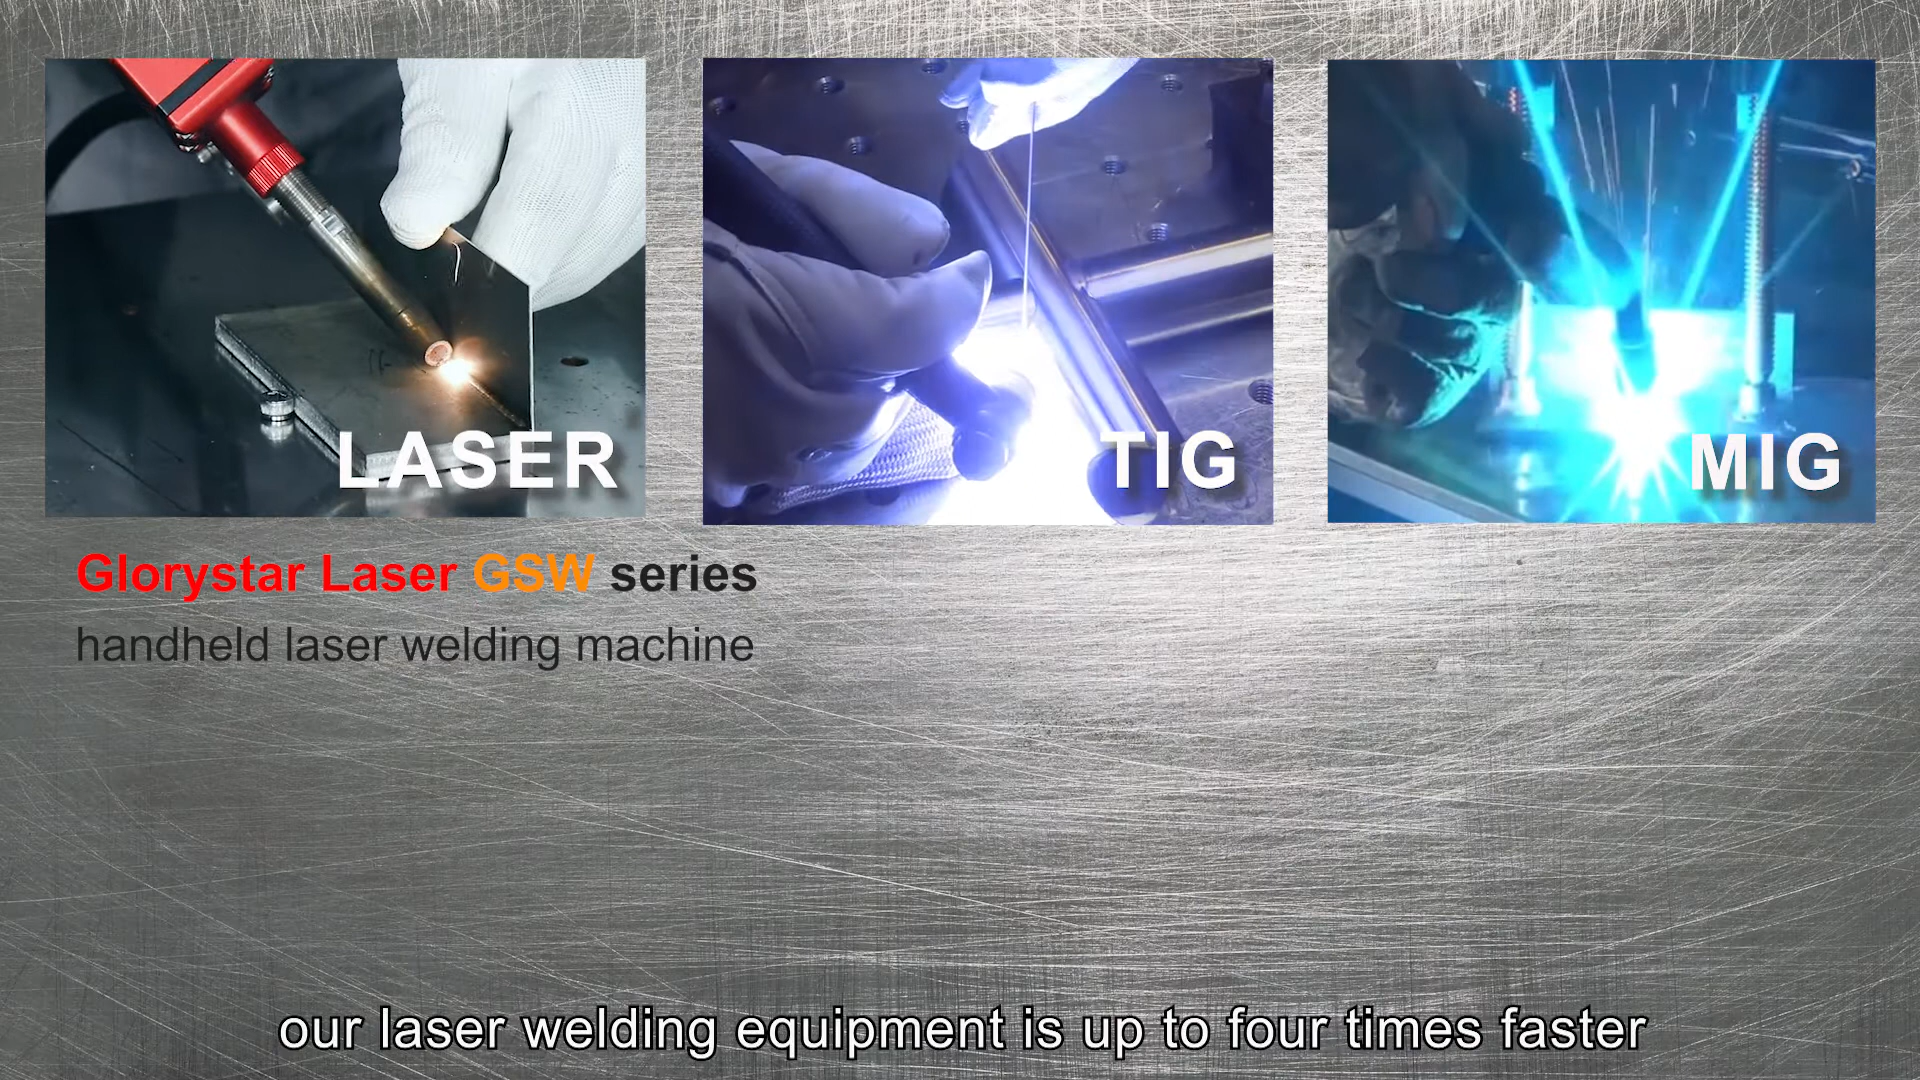 LASER
TIG
MIG
Glorystar Laser GSW series
handheld laser welding machine
our laser welding equipment is up to four times faster